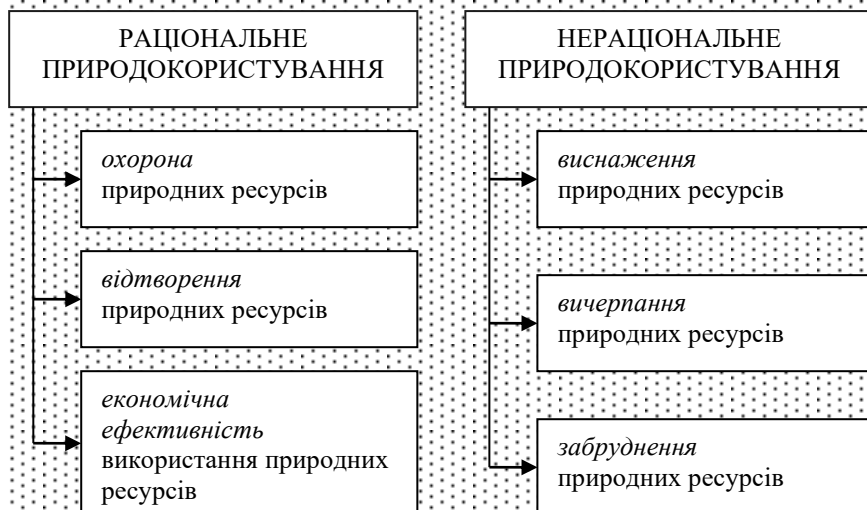 РАЦІОНАЛЬНЕ
ПРИРОДОКОРИСТУВАННЯ
охорона
природних ресурсів
відтворення
природних ресурсів
економічна
ефективність
використання природних
ресурсів
НЕРАЦІОНАЛЬНЕ
ПРИРОДОКОРИСТУВАННЯ
виснаження
природних ресурсів
вичерпання
природних ресурсів
забруднення
природних ресурсів